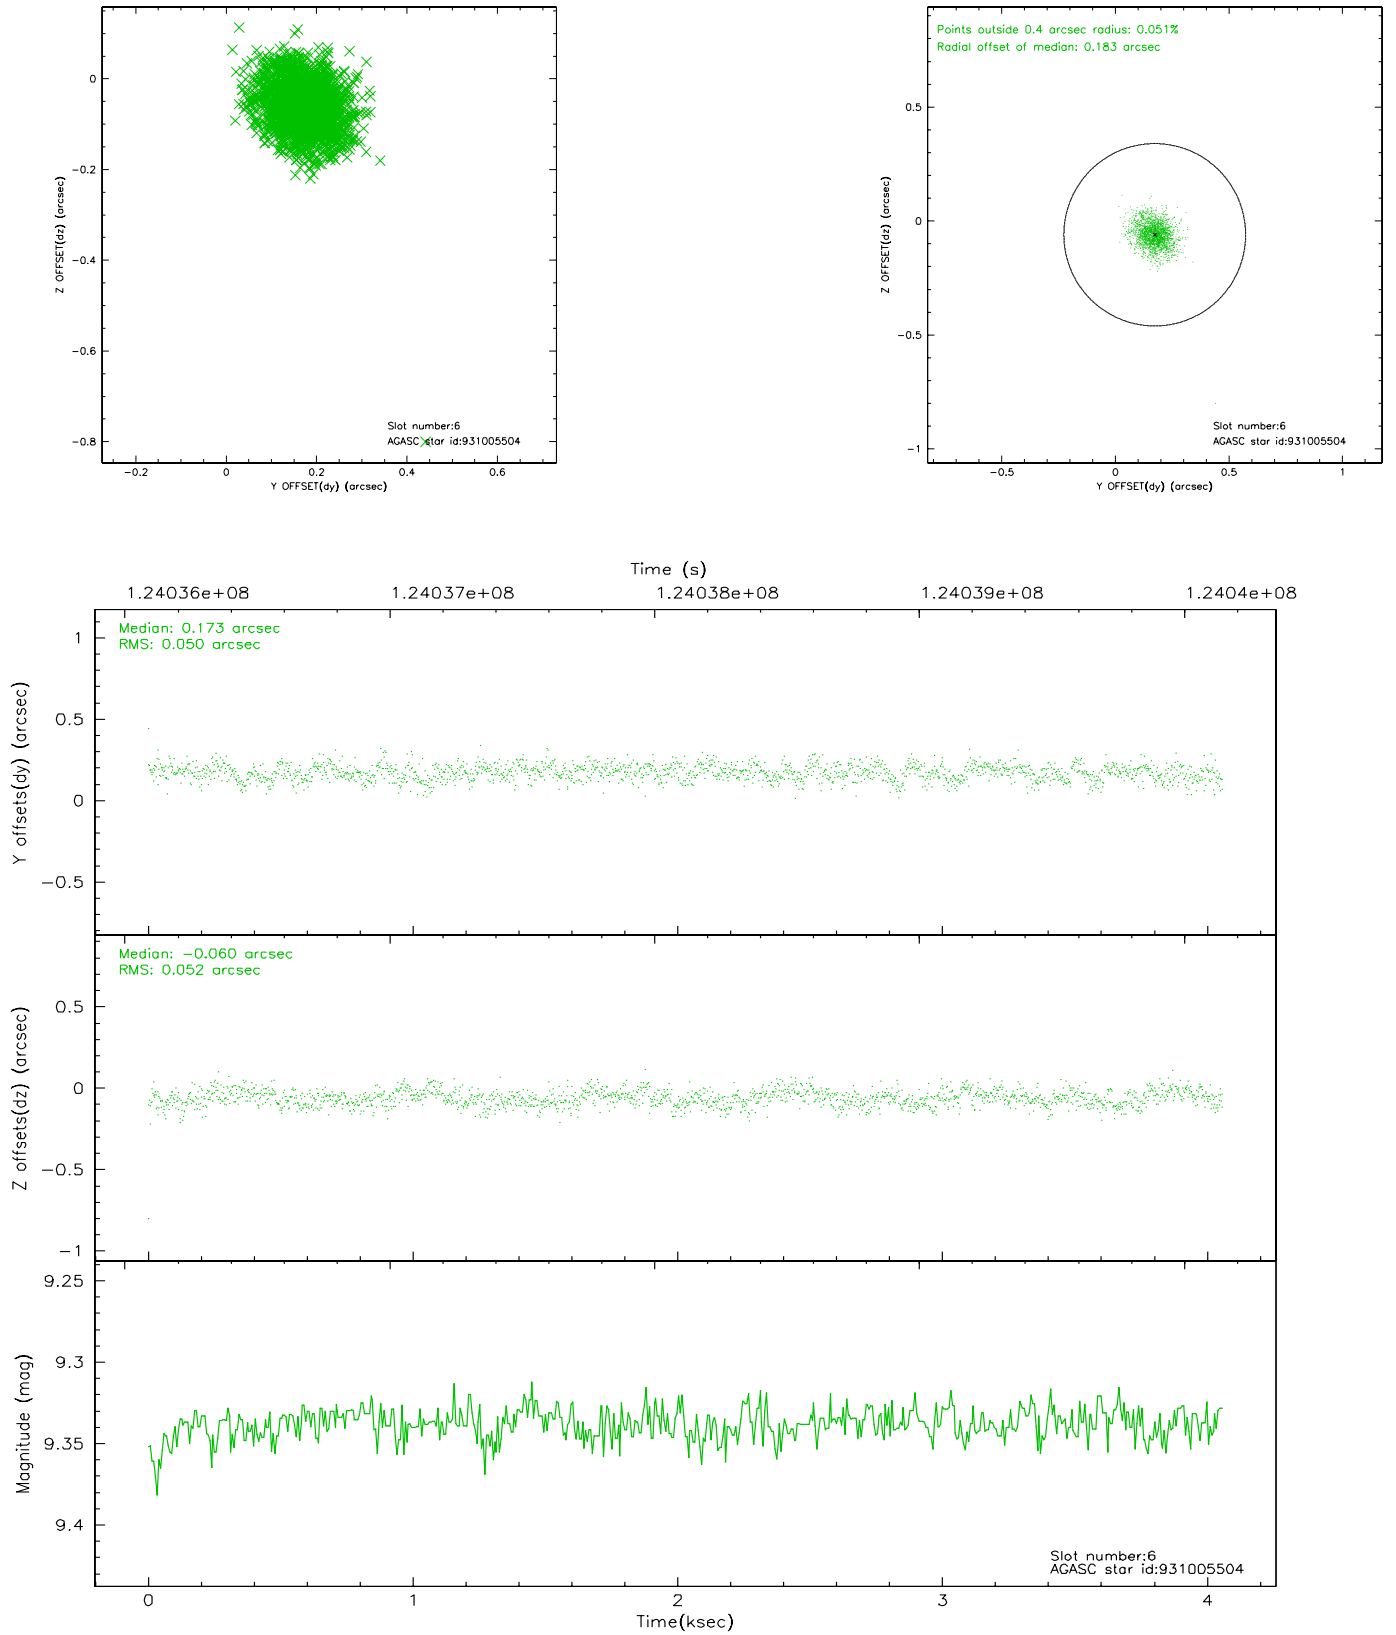 0
−0.2
−0.4
−0.6
−0.8
Z OFFSET(dz) (arcsec)
Slot number:6
AGASC star id:931005504
−0.2 0 0.2 0.4 0.6
Y OFFSET(dy) (arcsec)
Points outside 0.4 arcsec radius: 0.051%
Radial offset of median: 0.183 arcsec
0.5
0
−0.5
−1
Z OFFSET(dz) (arcsec)
Slot number:6
AGASC star id:931005504
−0.5 0 0.5 1
Y OFFSET(dy) (arcsec)
Time (s)
1.24036e+08 1.24037e+08 1.24038e+08 1.24039e+08 1.2404e+08
Median: 0.173 arcsec
RMS: 0.050 arcsec
1
0.5
0
−0.5
Y offsets(dy) (arcsec)
Median: −0.060 arcsec
RMS: 0.052 arcsec
0.5
0
−0.5
−1
Z offsets(dz) (arcsec)
9.25
9.3
9.35
9.4
Magnitude (mag)
Slot number:6
AGASC star id:931005504
0 1 2 3 4
Time(ksec)